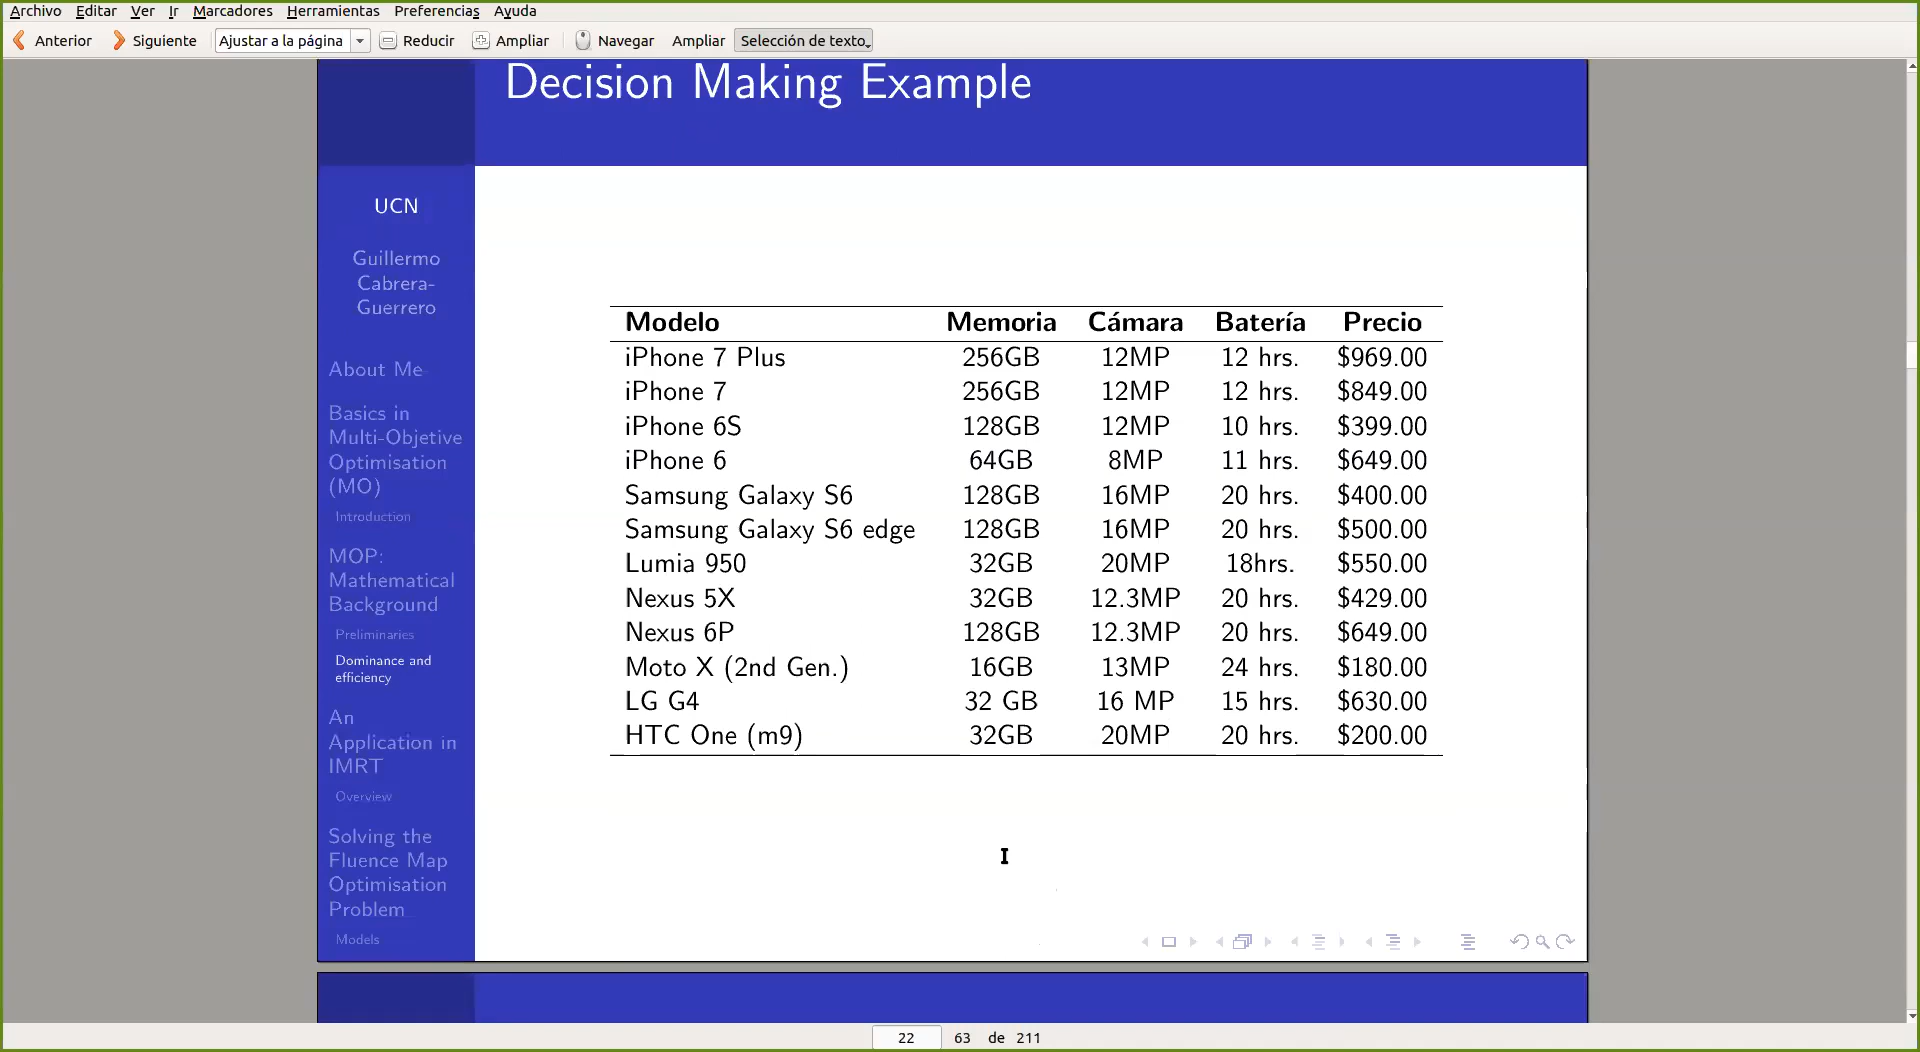 Archivo Editar Ver Ir Marcadores Herramientas Preferencias Ayuda
Anterior Siguiente Ajustar a la página Reducir Ampliar Navegar Ampliar Selección de texto
Decision Making Example
UCN
Guillermo
Cabrera-
Guerrero
About Me
Basics in
Multi-Objetive
Optimisation
(MO)
Introduction
MOP:
Mathematical
Background
Preliminaries
Dominance and
efficiency
An
Application in
IMRT
Overview
Solving the
Fluence Map
Optimisation
Problem
Models
Modelo Memoria Cámara Batería Precio
iPhone 7 Plus 256GB 12MP 12 hrs. $969.00
iPhone 7 256GB 12MP 12 hrs. $849.00
iPhone 6S 128GB 12MP 10 hrs. $399.00
iPhone 6 64GB 8MP 11 hrs. $649.00
Samsung Galaxy S6 128GB 16MP 20 hrs. $400.00
Samsung Galaxy S6 edge 128GB 16MP 20 hrs. $500.00
Lumia 950 32GB 20MP 18hrs. $550.00
Nexus 5X 32GB 12.3MP 20 hrs. $429.00
Nexus 6P 128GB 12.3MP 20 hrs. $649.00
Moto X (2nd Gen.) 16GB 13MP 24 hrs. $180.00
LG G4 32 GB 16 MP 15 hrs. $630.00
HTC One (m9) 32GB 20MP 20 hrs. $200.00
22 63 de 211